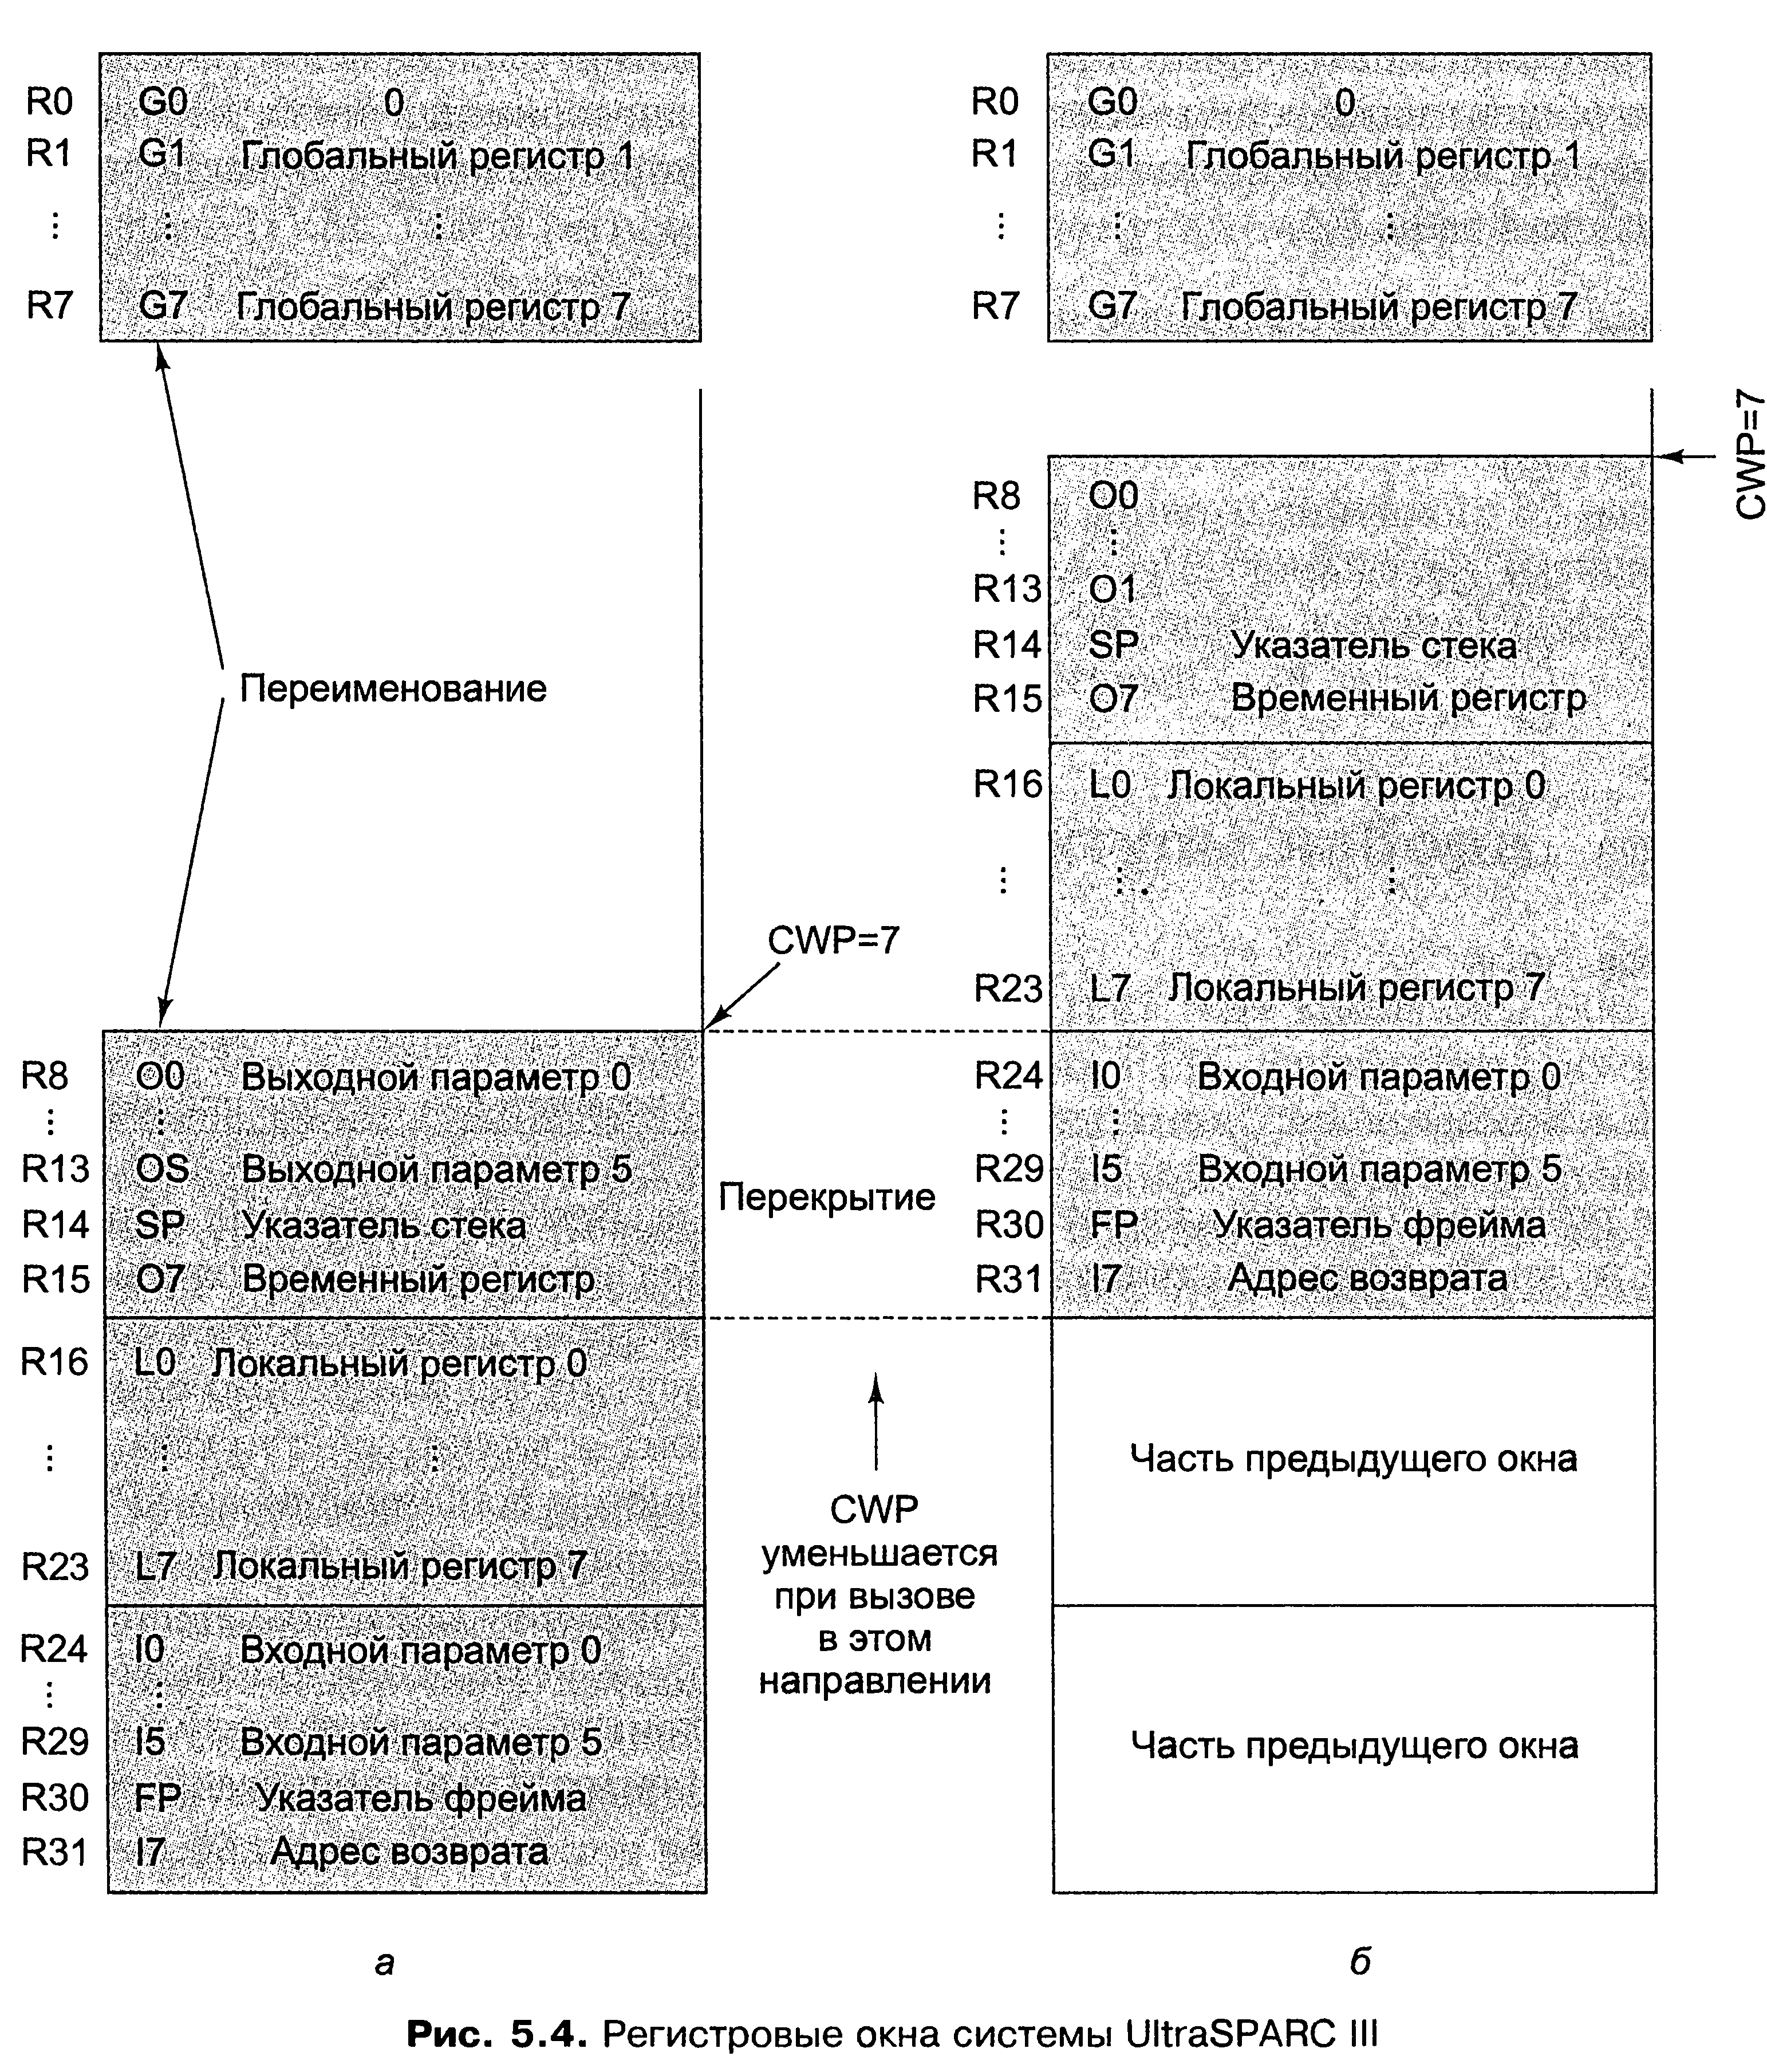 R0 G0 0
R1 G1 Глобальный регистр 1
⋮ ⋮ ⋮
R7 G7 Глобальный регистр 7
Переименование
CWP=7
R8 O0 Выходной параметр 0
⋮ ⋮
R13 OS Выходной параметр 5
R14 SP Указатель стека
R15 O7 Временный регистр
R16 L0 Локальный регистр 0
⋮ ⋮ ⋮
R23 L7 Локальный регистр 7
R24 I0 Входной параметр 0
⋮ ⋮
R29 I5 Входной параметр 5
R30 FP Указатель фрейма
R31 I7 Адрес возврата
а
Перекрытие
CWP
уменьшается
при вызове
в этом
направлении
R0 G0 0
R1 G1 Глобальный регистр 1
⋮ ⋮ ⋮
R7 G7 Глобальный регистр 7
CWP=7
R8 O0
⋮ ⋮
R13 O1
R14 SP Указатель стека
R15 O7 Временный регистр
R16 L0 Локальный регистр 0
⋮ ⋮ ⋮
R23 L7 Локальный регистр 7
R24 I0 Входной параметр 0
⋮ ⋮
R29 I5 Входной параметр 5
R30 FP Указатель фрейма
R31 I7 Адрес возврата
Часть предыдущего окна
Часть предыдущего окна
б
Рис. 5.4. Регистровые окна системы UltraSPARC III